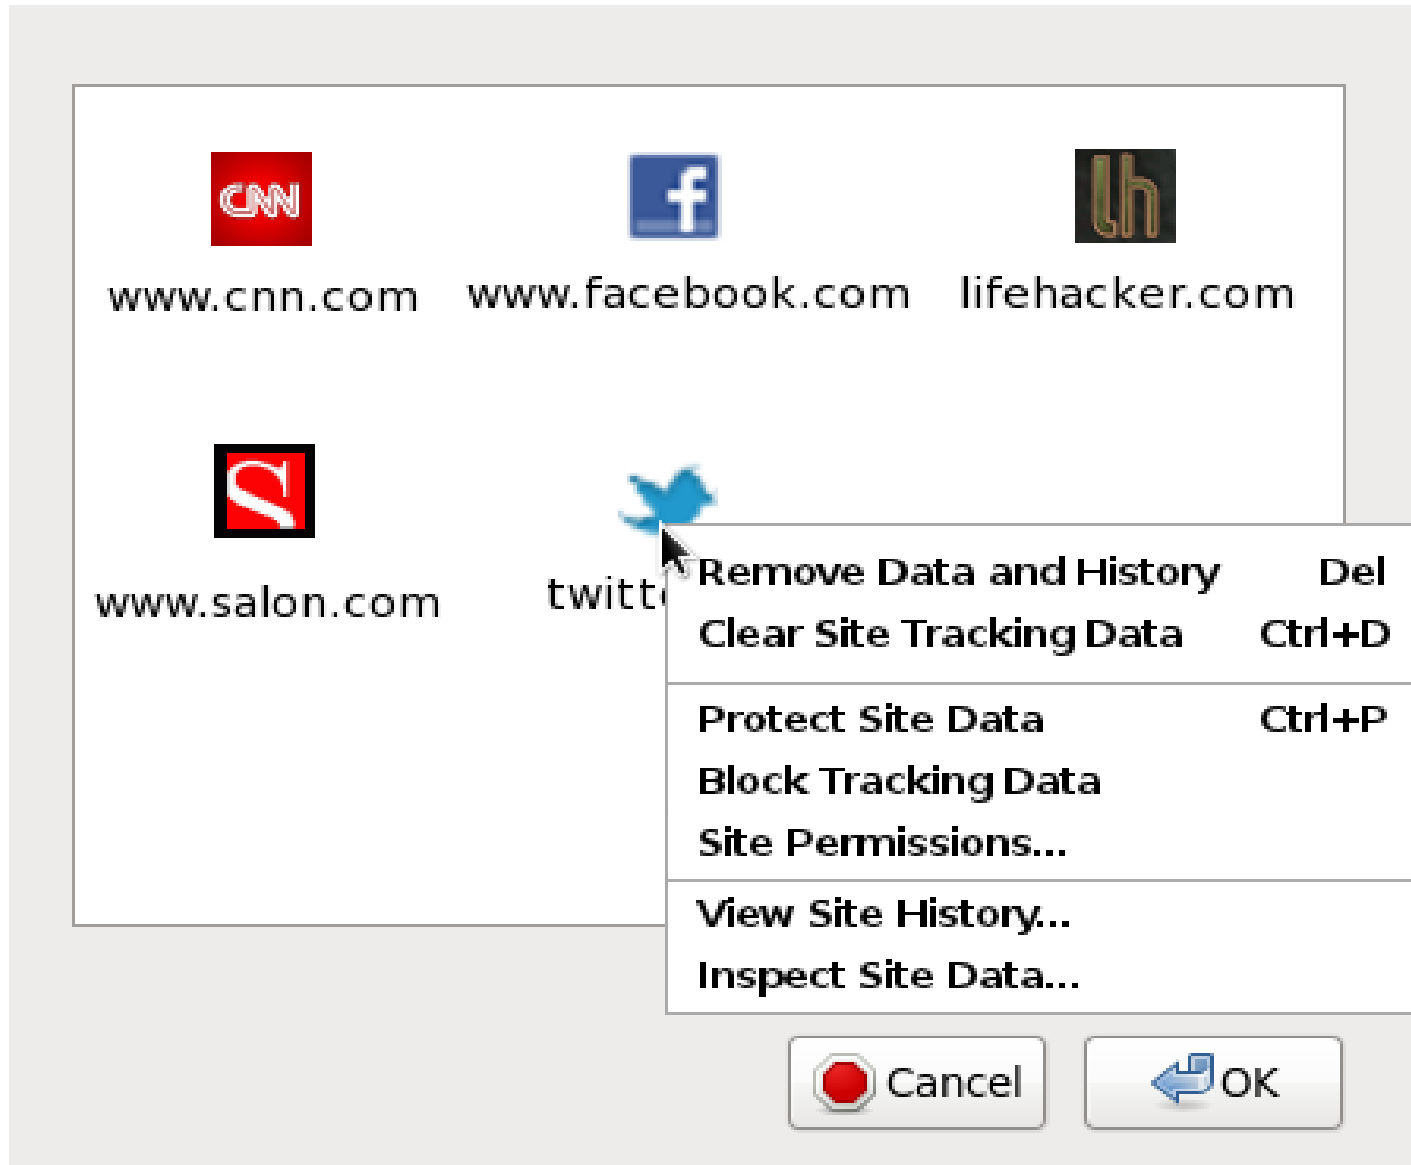 CNN
f
lh
www.cnn.com
www.facebook.com
lifehacker.com
S
www.salon.com
Remove Data and History Del
Clear Site Tracking Data Ctrl+D
Protect Site Data Ctrl+P
Block Tracking Data
Site Permissions...
View Site History...
Inspect Site Data...
Cancel
OK